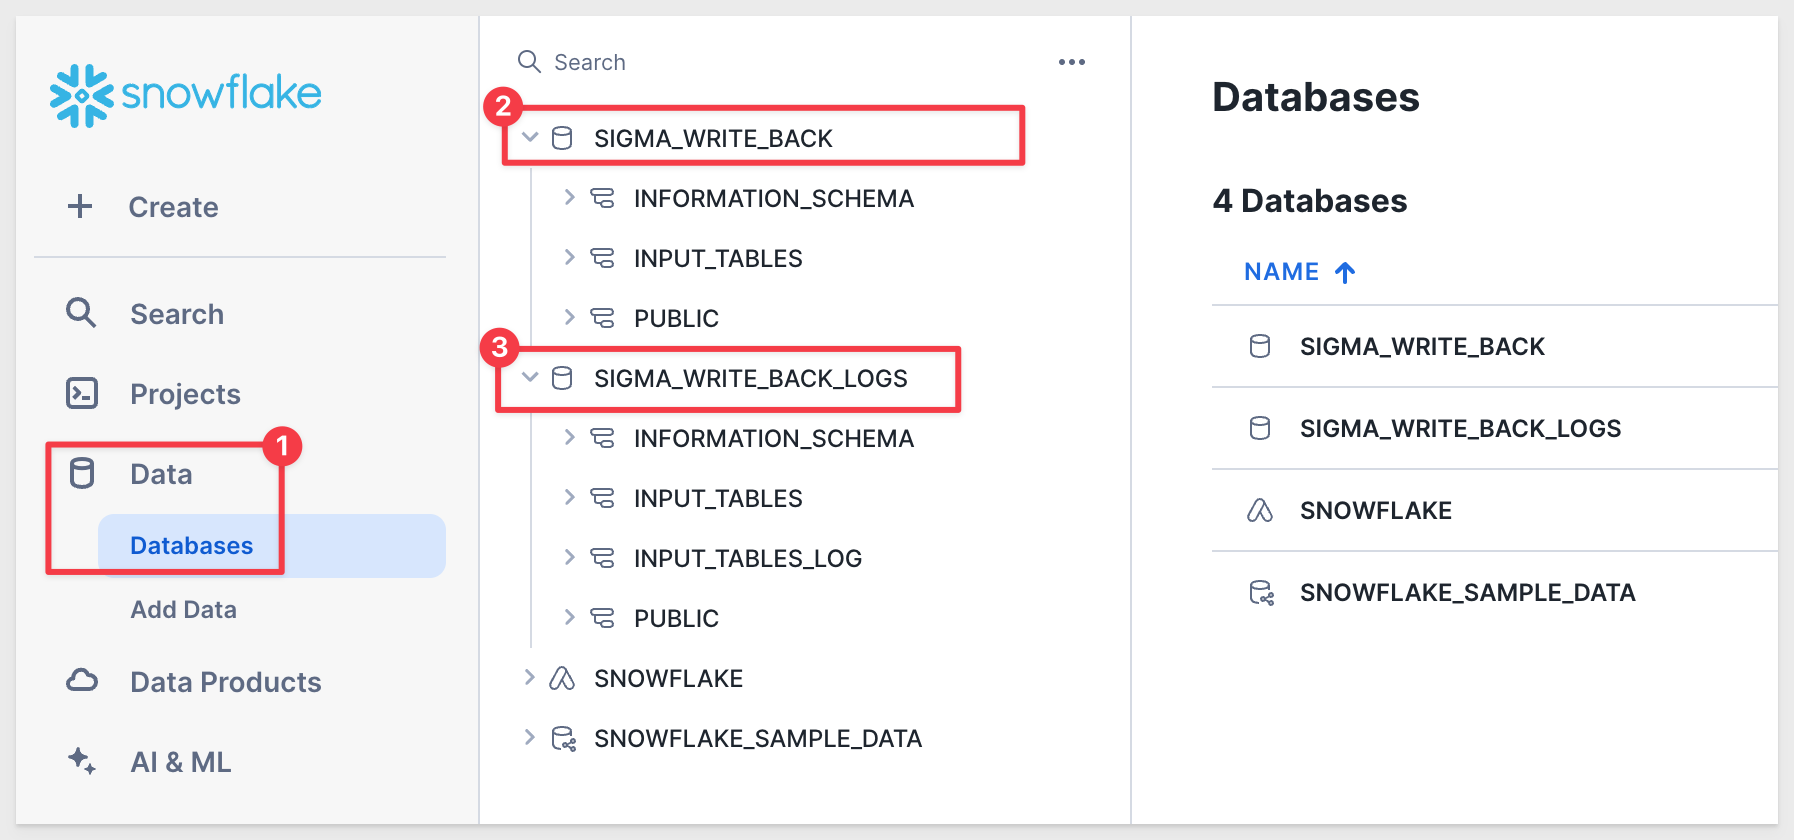 snowflake
Create
Search
Projects
1
Data
Databases
Add Data
Data Products
AI & ML
Search
2
SIGMA_WRITE_BACK
INFORMATION_SCHEMA
INPUT_TABLES
PUBLIC
3
SIGMA_WRITE_BACK_LOGS
INFORMATION_SCHEMA
INPUT_TABLES
INPUT_TABLES_LOG
PUBLIC
SNOWFLAKE
SNOWFLAKE_SAMPLE_DATA
Databases
4 Databases
NAME
SIGMA_WRITE_BACK
SIGMA_WRITE_BACK_LOGS
SNOWFLAKE
SNOWFLAKE_SAMPLE_DATA